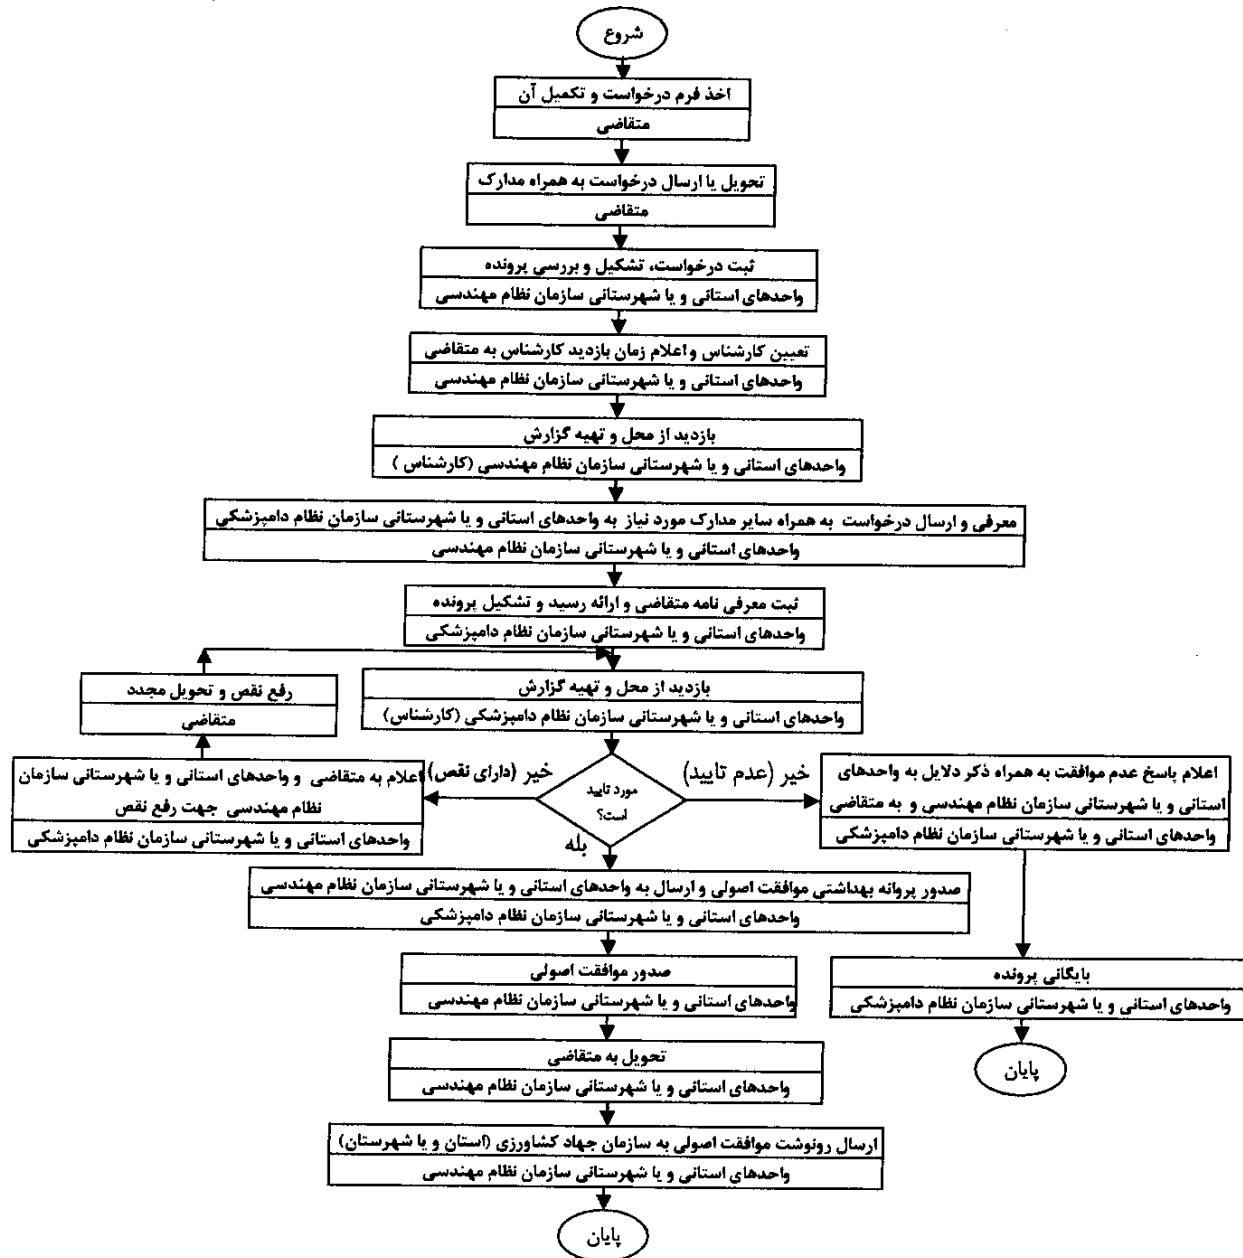 شروع
اخذ فرم درخواست و تکمیل آن
متقاضی
تحویل یا ارسال درخواست به همراه مدارک
متقاضی
ثبت درخواست، تشکیل و بررسی پرونده
واحدهای استانی و یا شهرستانی سازمان نظام مهندسی
تعیین کارشناس و اعلام زمان بازدید کارشناس به متقاضی
واحدهای استانی و یا شهرستانی سازمان نظام مهندسی
بازدید از محل و تهیه گزارش
واحدهای استانی و یا شهرستانی سازمان نظام مهندسی (کارشناس )
معرفی و ارسال درخواست به همراه سایر مدارک مورد نیاز به واحدهای استانی و یا شهرستانی سازمان نظام دامپزشکی
واحدهای استانی و یا شهرستانی سازمان نظام مهندسی
ثبت معرفی نامه متقاضی و ارائه رسید و تشکیل پرونده
واحدهای استانی و یا شهرستانی سازمان نظام دامپزشکی
بازدید از محل و تهیه گزارش
واحدهای استانی و یا شهرستانی سازمان نظام دامپزشکی (کارشناس)
رفع نقص و تحویل مجدد
متقاضی
مورد تایید
است؟
خیر (عدم تایید)
اعلام پاسخ عدم موافقت به همراه ذکر دلایل به واحدهای
استانی و یا شهرستانی سازمان نظام مهندسی و به متقاضی
واحدهای استانی و یا شهرستانی سازمان نظام دامپزشکی
خیر (دارای نقص)
اعلام به متقاضی و واحدهای استانی و یا شهرستانی سازمان
نظام مهندسی جهت رفع نقص
واحدهای استانی و یا شهرستانی سازمان نظام دامپزشکی
بله
صدور پروانه بهداشتی موافقت اصولی و ارسال به واحدهای استانی و یا شهرستانی سازمان نظام مهندسی
واحدهای استانی و یا شهرستانی سازمان نظام دامپزشکی
بایگانی پرونده
واحدهای استانی و یا شهرستانی سازمان نظام دامپزشکی
پایان
صدور موافقت اصولی
واحدهای استانی و یا شهرستانی سازمان نظام مهندسی
تحویل به متقاضی
واحدهای استانی و یا شهرستانی سازمان نظام مهندسی
ارسال رونوشت موافقت اصولی به سازمان جهاد کشاورزی (استان و یا شهرستان)
واحدهای استانی و یا شهرستانی سازمان نظام مهندسی
پایان